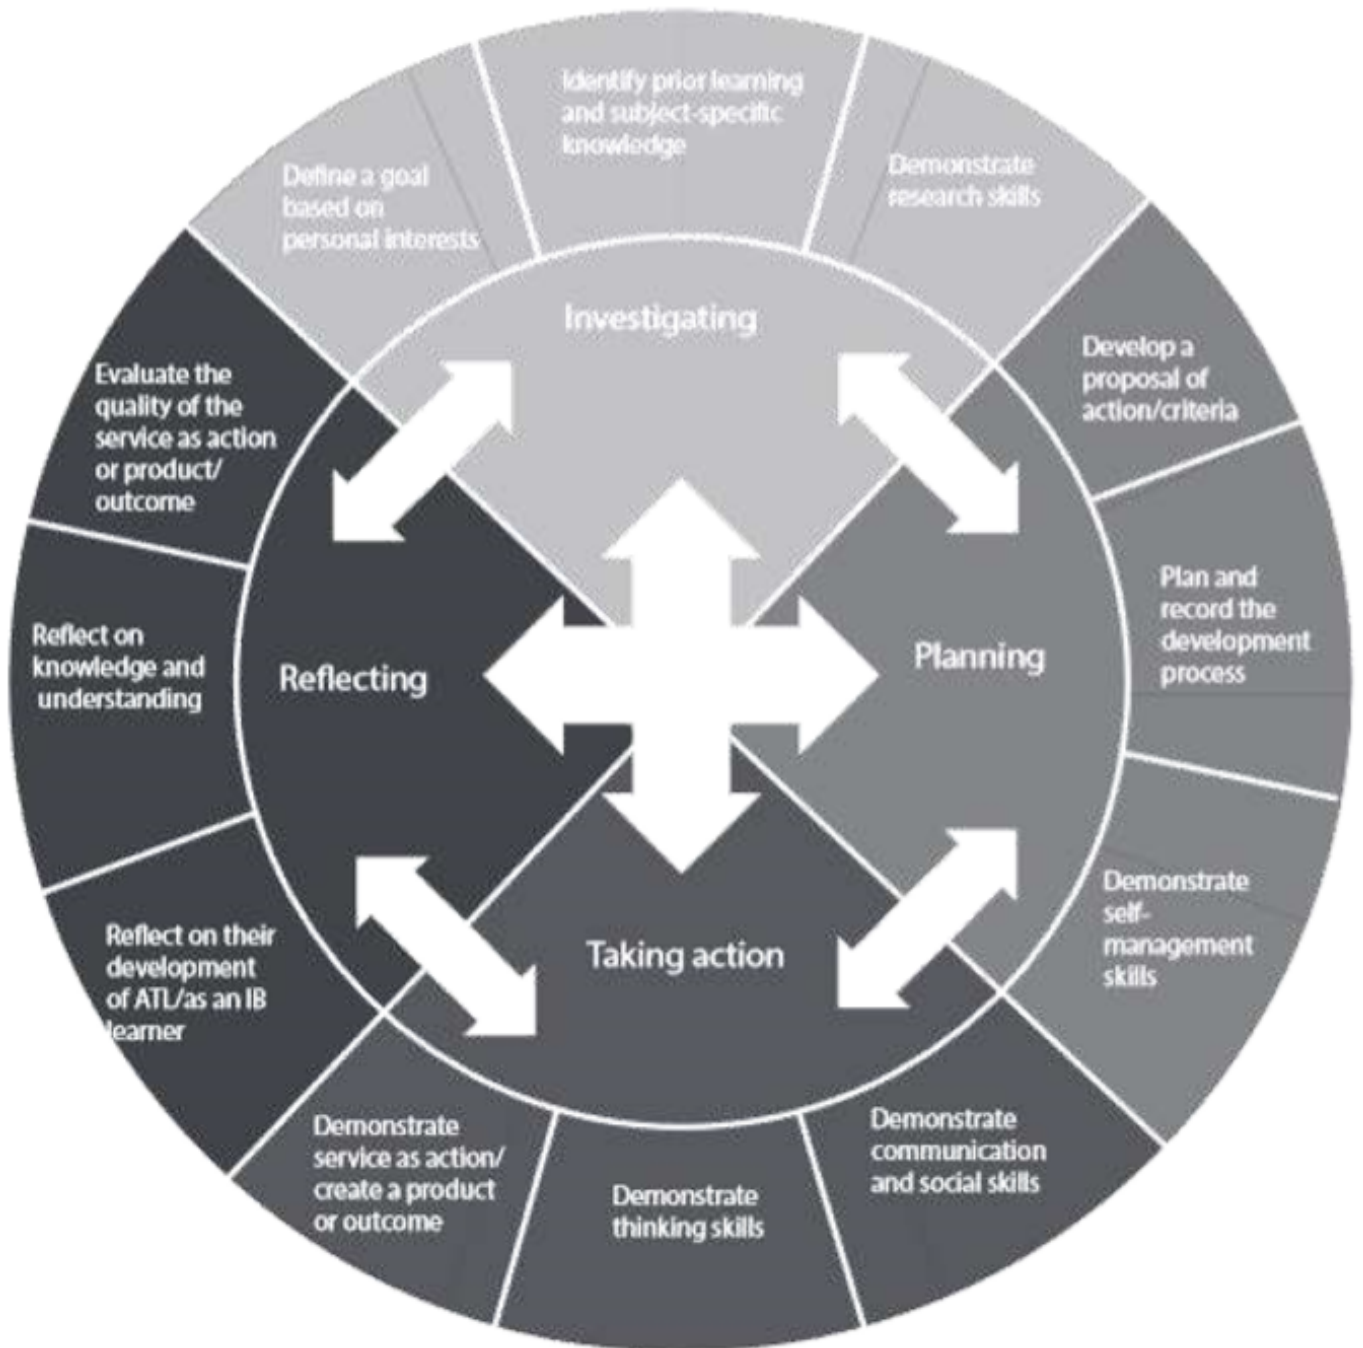 Identify prior learning
and subject-specific
knowledge
Define a goal
based on
personal interests
Demonstrate
research skills
Investigating
Develop a
proposal of
action/criteria
Evaluate the
quality of the
service as action
or product/
outcome
Plan and
record the
development
process
Reflect on
knowledge and
understanding
Reflecting
Planning
Demonstrate
self-
management
skills
Reflect on their
development
of ATL/as an IB
learner
Taking action
Demonstrate
service as action/
create a product
or outcome
Demonstrate
thinking skills
Demonstrate
communication
and social skills